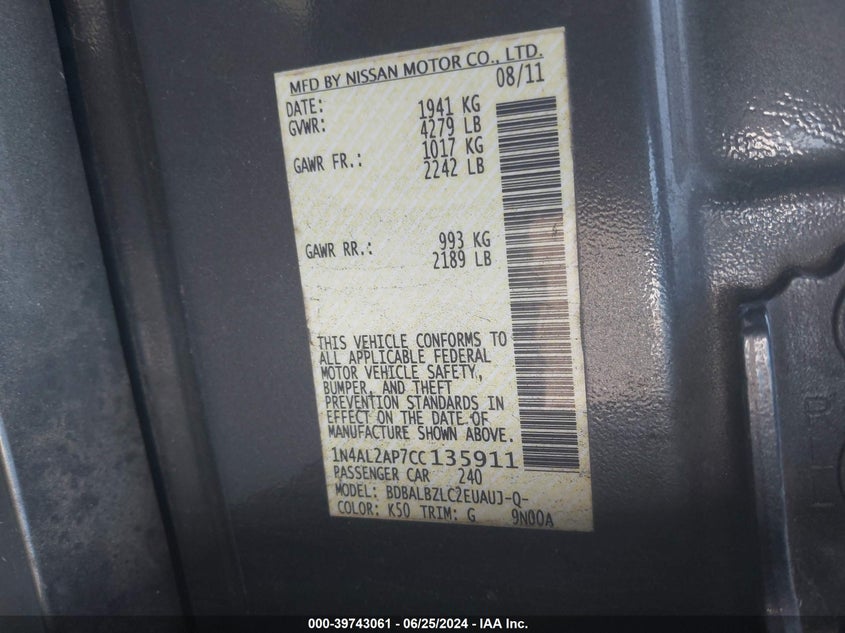 MFD BY NISSAN MOTOR CO., LTD.
DATE: 08/11
GVWR: 1941 KG
4279 LB
GAWR FR.: 1017 KG
2242 LB
GAWR RR.: 993 KG
2189 LB
THIS VEHICLE CONFORMS TO
ALL APPLICABLE FEDERAL
MOTOR VEHICLE SAFETY,
BUMPER, AND THEFT
PREVENTION STANDARDS IN
EFFECT ON THE DATE OF
MANUFACTURE SHOWN ABOVE.
1N4AL2AP7CC135911
PASSENGER CAR 240
MODEL: BDBALBZLC2EUAUJ-Q-
COLOR: K50 TRIM: G 9N00A
000-39743061 - 06/25/2024 - IAA Inc.